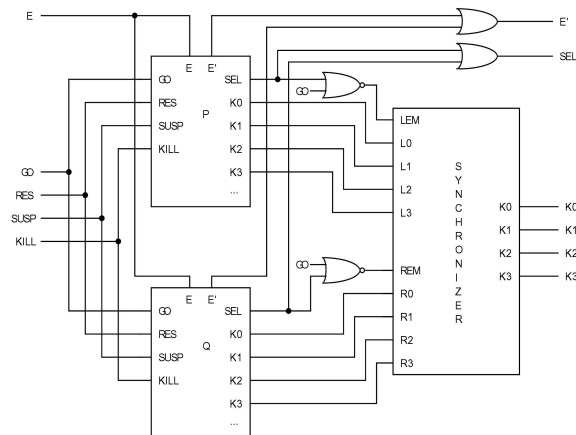 E
E'
SEL
E E'
GO
RES
SUSP
KILL
P
SEL
K0
K1
K2
K3
...
GO
GO
RES
SUSP
KILL
LEM
L0
L1
L2
L3
REM
R0
R1
R2
R3
SYNCHRONIZER
K0
K1
K2
K3
K0
K1
K2
K3
GO
E E'
GO
RES
SUSP
KILL
Q
SEL
K0
K1
K2
K3
...